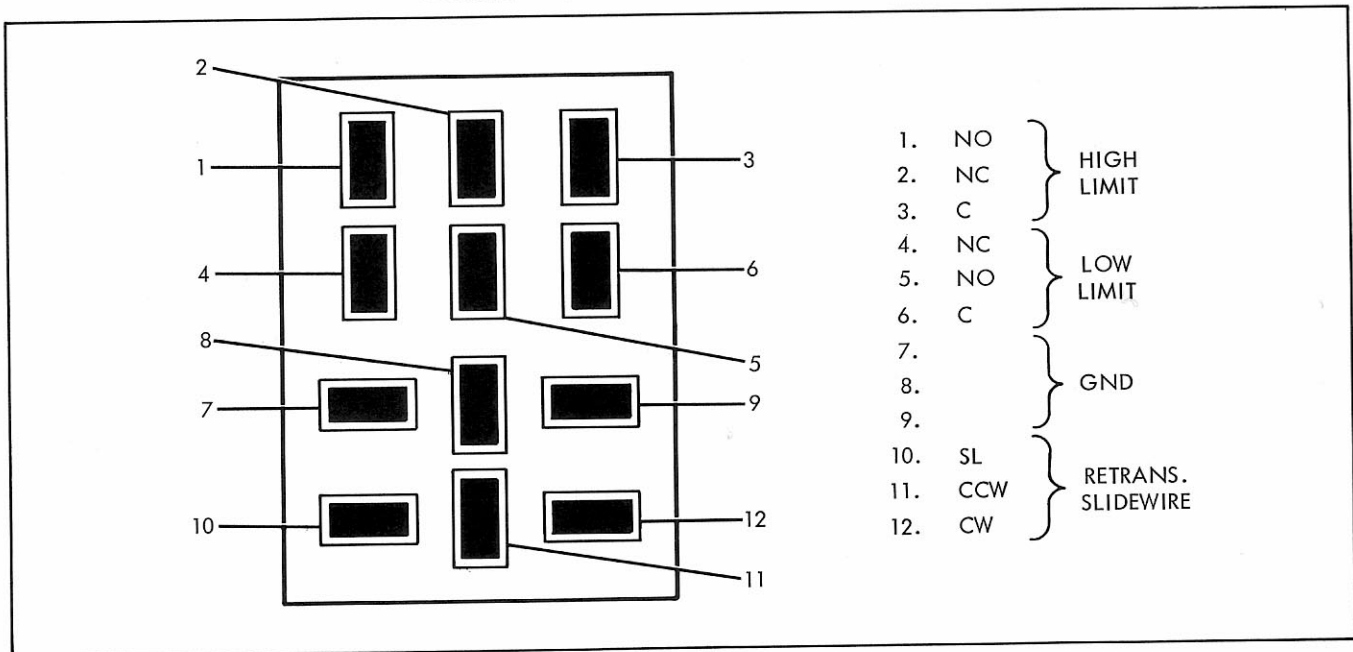 2
1
3
4
6
8
5
7
9
10
12
11
1. NO
2. NC
3. C
HIGH
LIMIT
4. NC
5. NO
6. C
LOW
LIMIT
7.
8.
9.
GND
10. SL
11. CCW
12. CW
RETRANS.
SLIDEWIRE